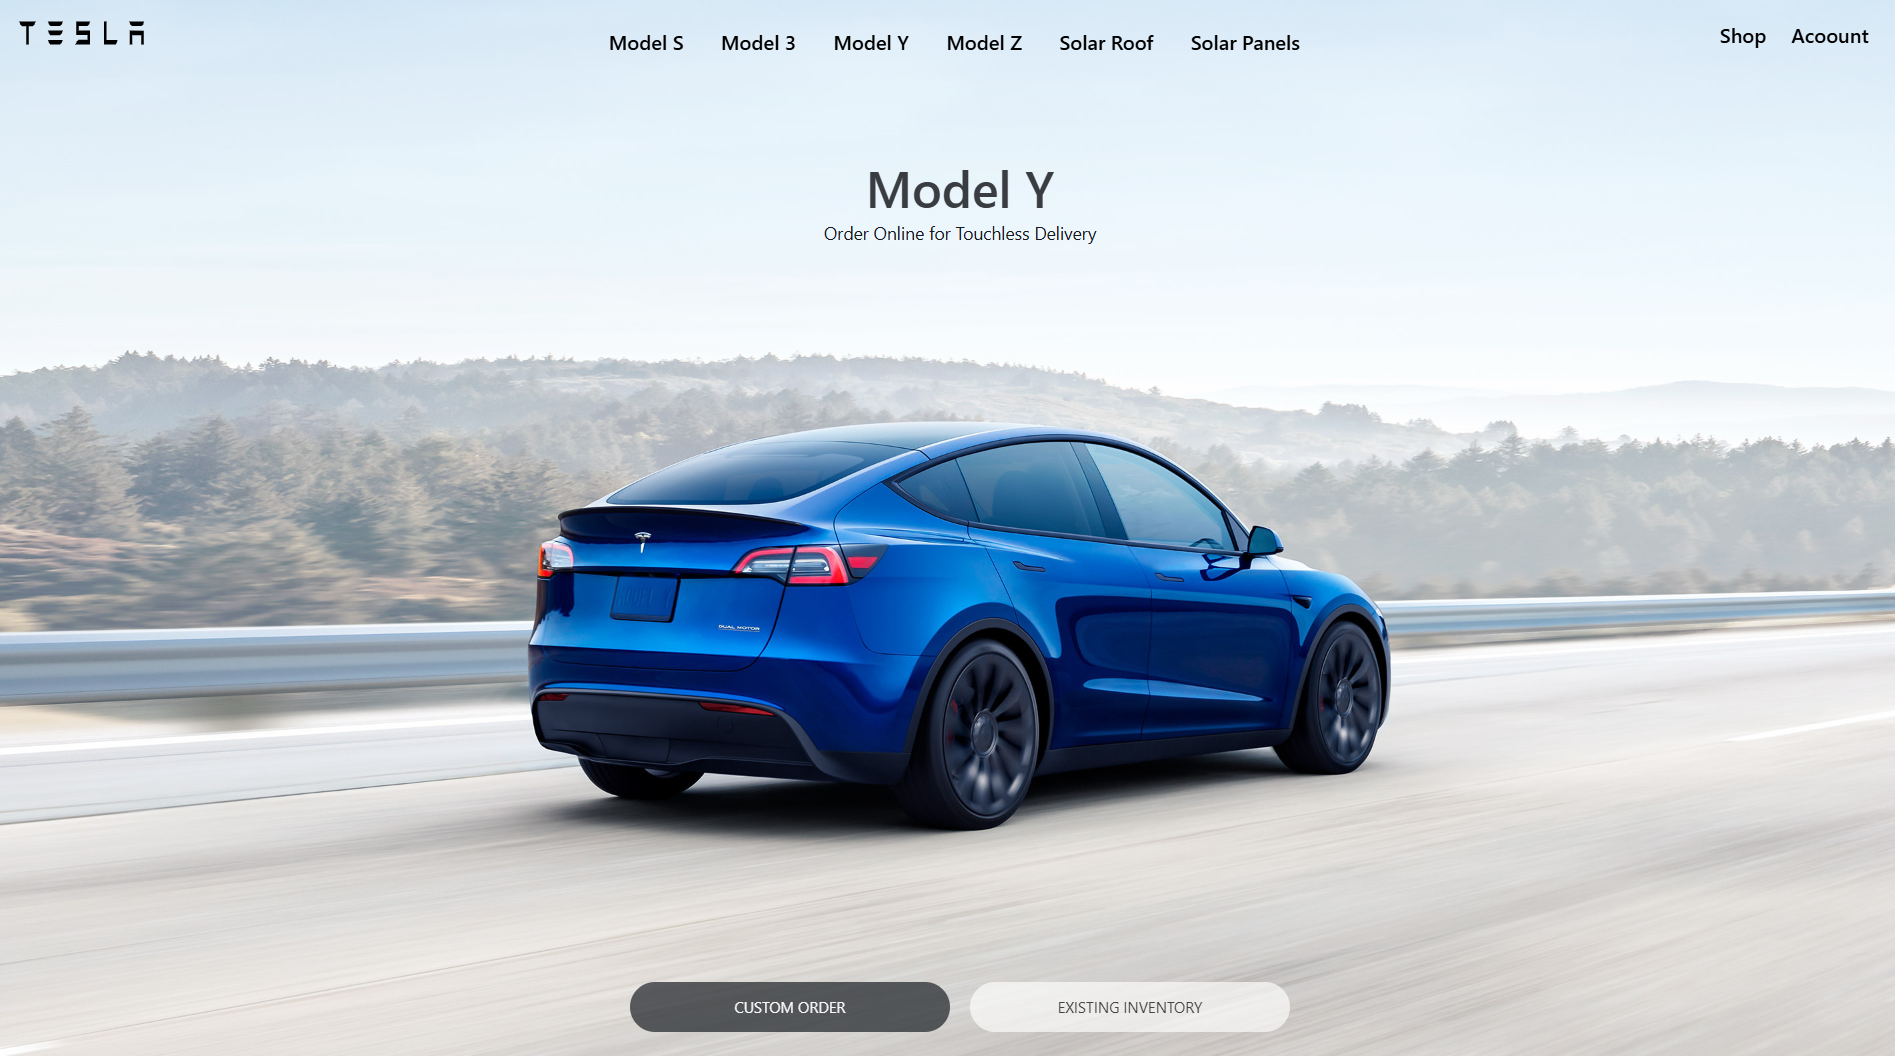 TESLA
Model S Model 3 Model Y Model Z Solar Roof Solar Panels
Shop Acoount
Model Y
Order Online for Touchless Delivery
MODEL Y
DUAL MOTOR
CUSTOM ORDER
EXISTING INVENTORY